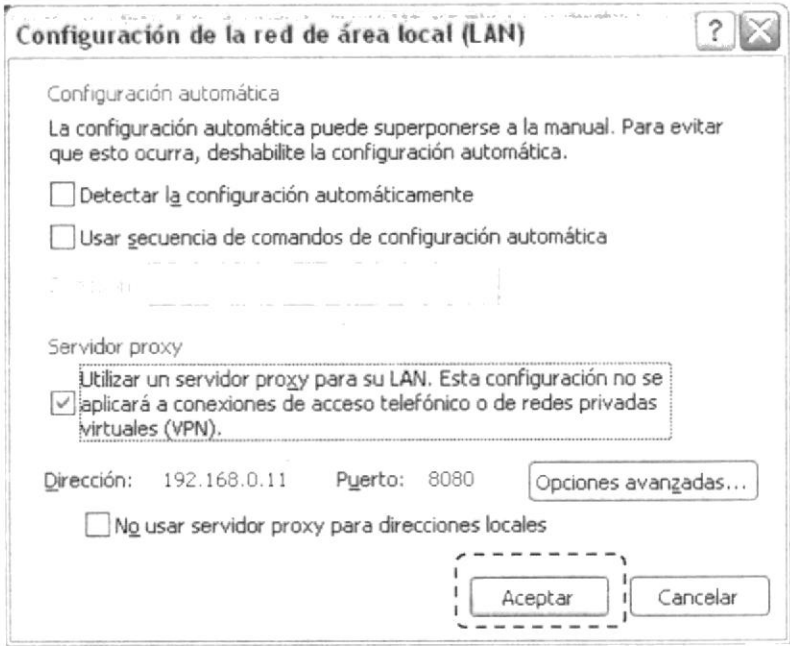 Configuración de la red de área local (LAN)
?
Configuración automática
La configuración automática puede superponerse a la manual. Para evitar
que esto ocurra, deshabilite la configuración automática.
Detectar la configuración automáticamente
Usar secuencia de comandos de configuración automática
Servidor proxy
Utilizar un servidor proxy para su LAN. Esta configuración no se
aplicará a conexiones de acceso telefónico o de redes privadas
virtuales (VPN).
Dirección: 192.168.0.11 Puerto: 8080 Opciones avanzadas...
No usar servidor proxy para direcciones locales
Aceptar Cancelar